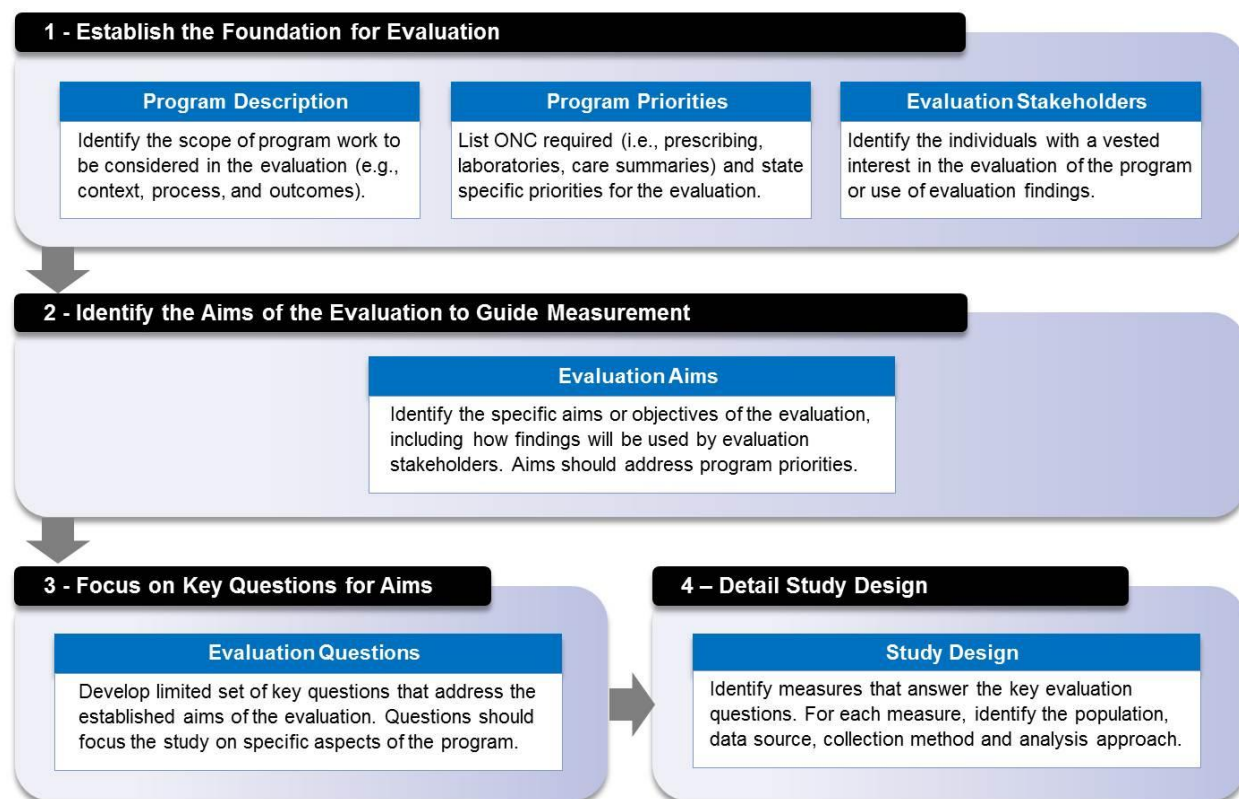 1 - Establish the Foundation for Evaluation
Program Description
Identify the scope of program work to
be considered in the evaluation (e.g.,
context, process, and outcomes).
Program Priorities
List ONC required (i.e., prescribing,
laboratories, care summaries) and state
specific priorities for the evaluation.
Evaluation Stakeholders
Identify the individuals with a vested
interest in the evaluation of the program
or use of evaluation findings.
2 - Identify the Aims of the Evaluation to Guide Measurement
Evaluation Aims
Identify the specific aims or objectives of the evaluation,
including how findings will be used by evaluation
stakeholders. Aims should address program priorities.
3 - Focus on Key Questions for Aims
Evaluation Questions
Develop limited set of key questions that address the
established aims of the evaluation. Questions should
focus the study on specific aspects of the program.
4 – Detail Study Design
Study Design
Identify measures that answer the key evaluation
questions. For each measure, identify the population,
data source, collection method and analysis approach.